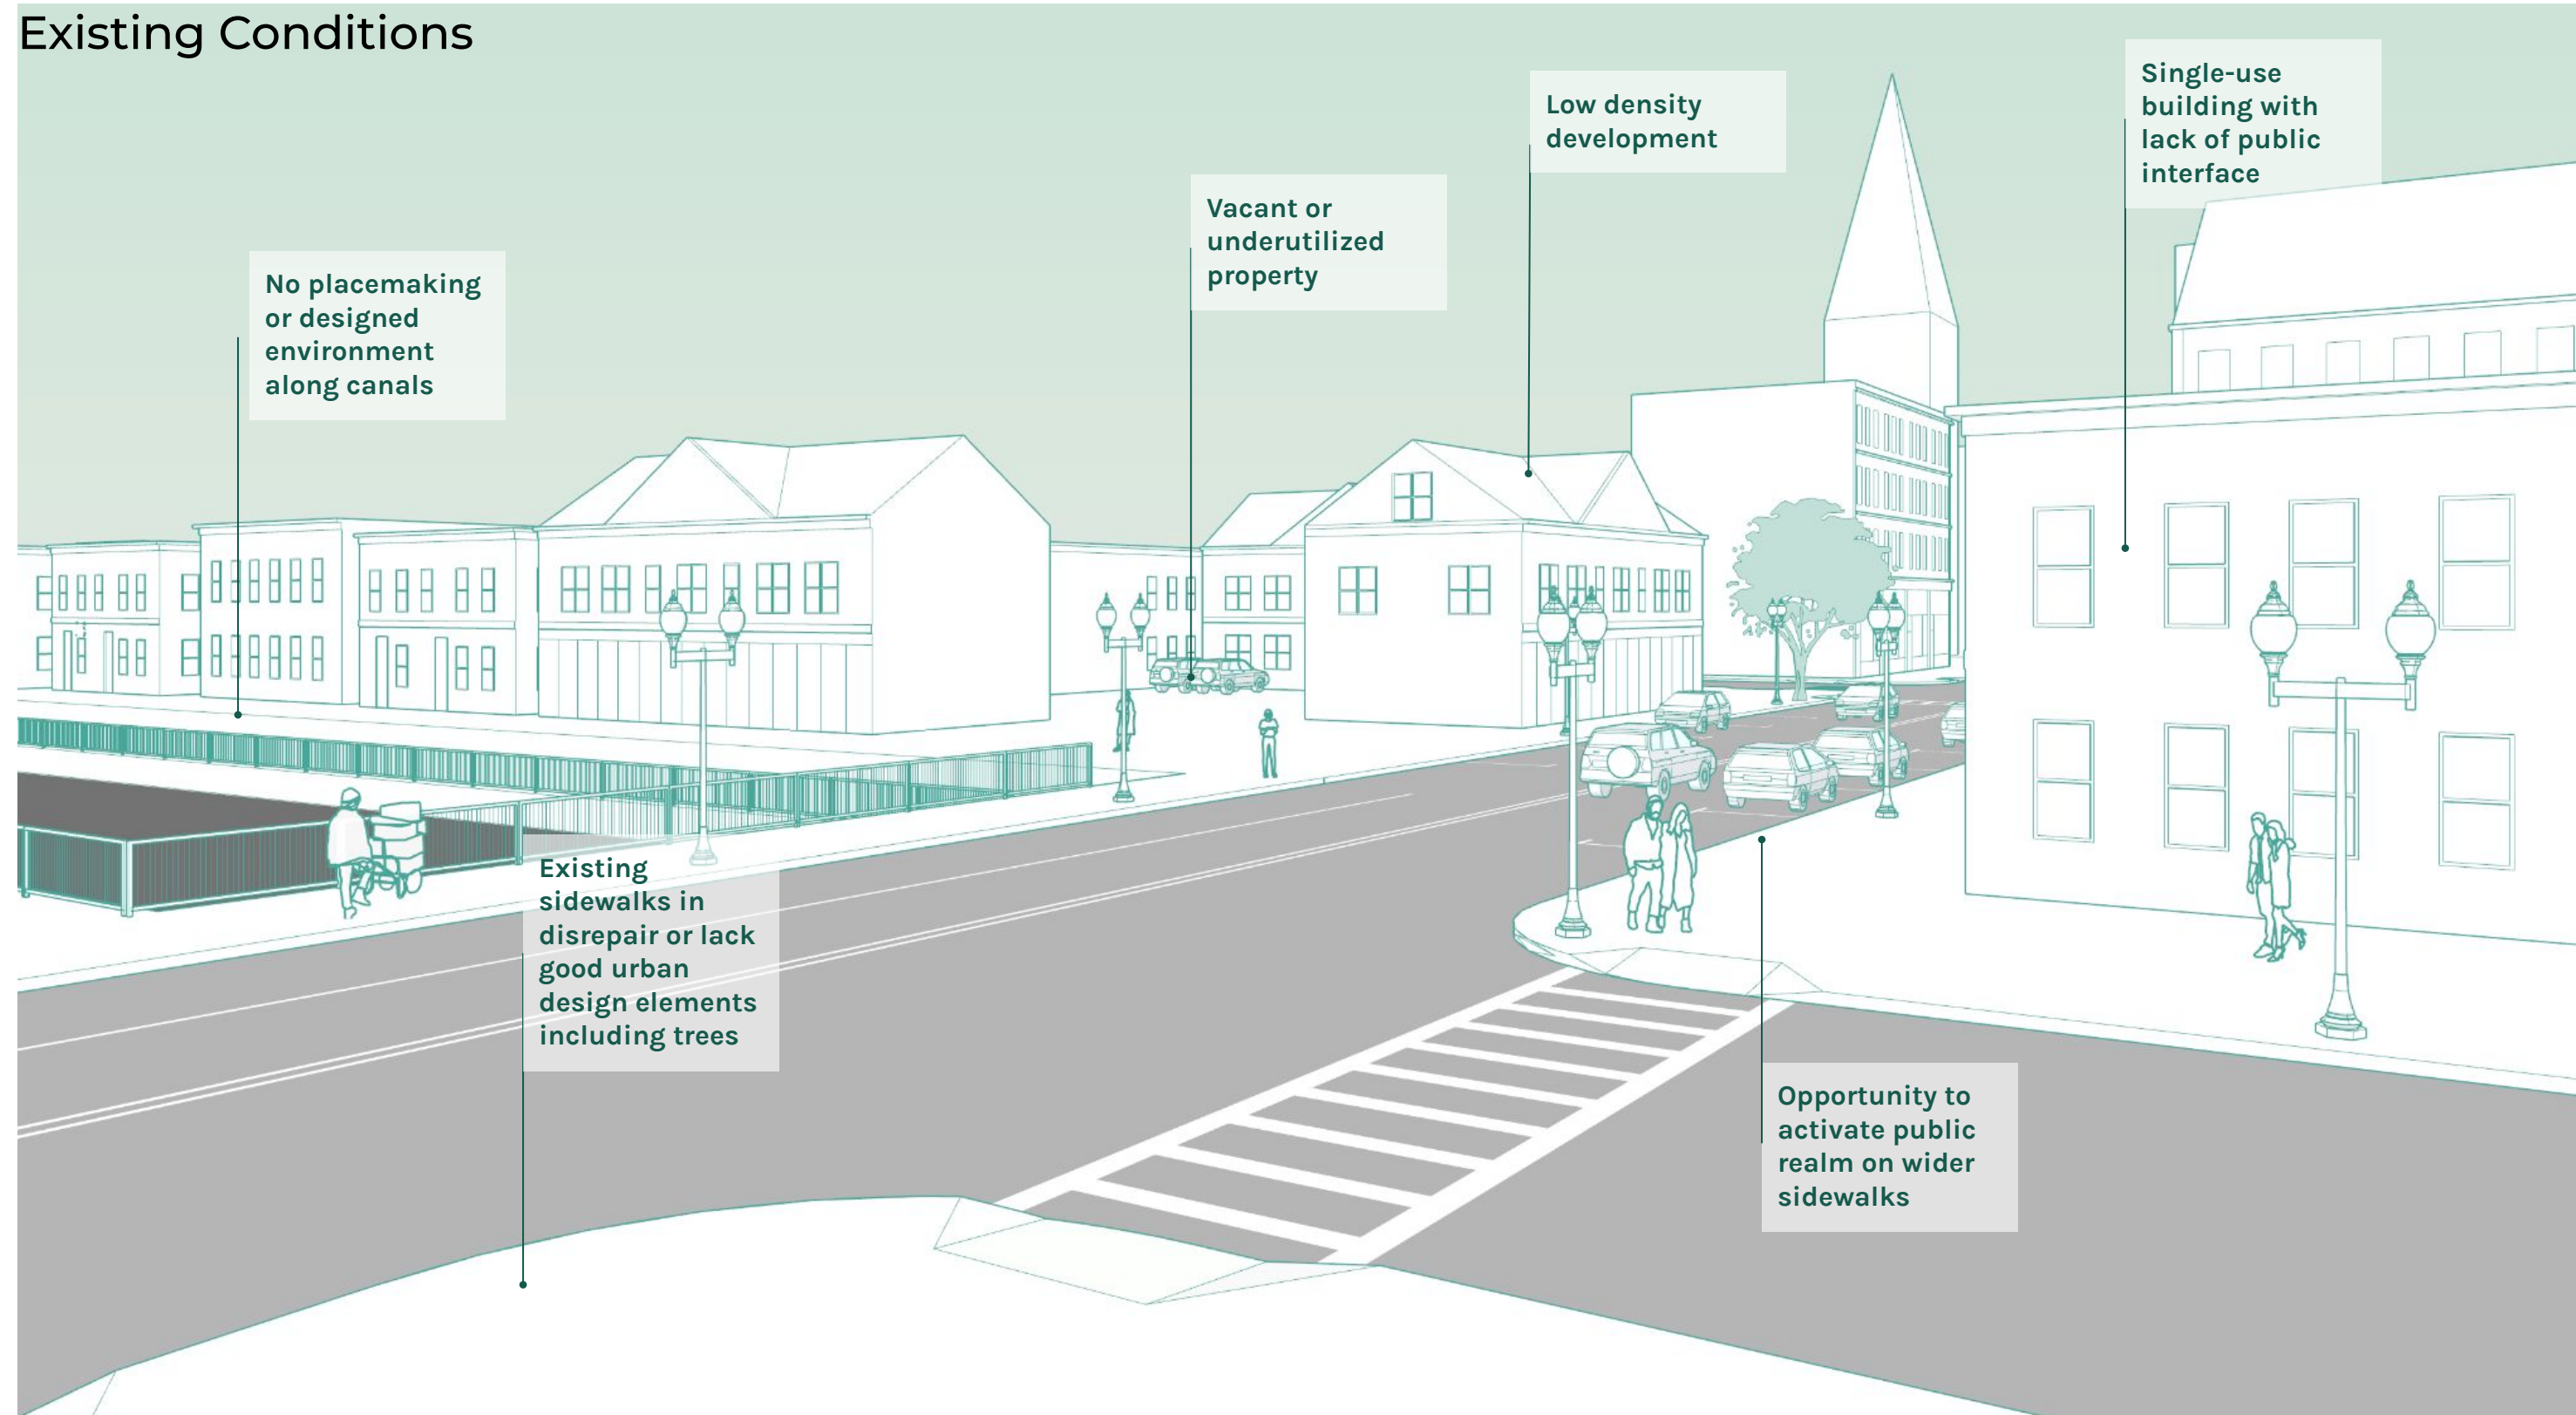 Existing Conditions
No placemaking
or designed
environment
along canals
Vacant or
underutilized
property
Low density
development
Single-use
building with
lack of public
interface
Existing
sidewalks in
disrepair or lack
good urban
design elements
including trees
Opportunity to
activate public
realm on wider
sidewalks